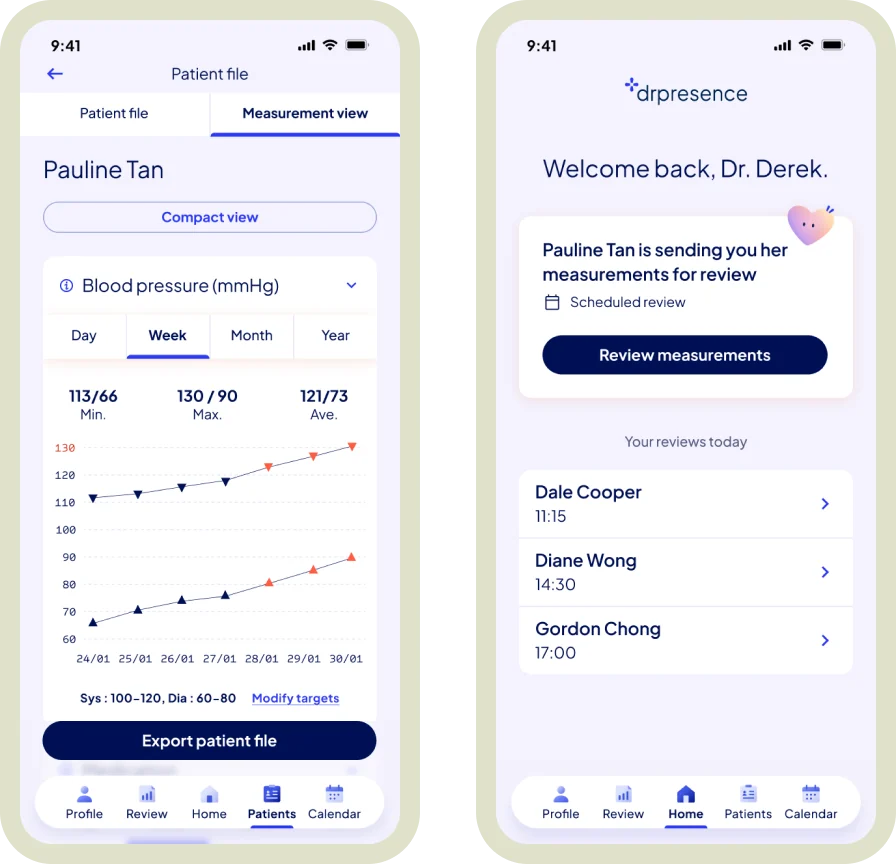 9:41
Patient file
Patient file
Measurement view
Pauline Tan
Compact view
Blood pressure (mmHg)
Day Week Month Year
113/66 130 / 90 121/73
Min. Max. Ave.
130
120
110
100
90
80
70
60
24/01 25/01 26/01 27/01 28/01 29/01 30/01
Sys : 100–120, Dia : 60–80 Modify targets
Export patient file
Profile Review Home Patients Calendar
9:41
drpresence
Welcome back, Dr. Derek.
Pauline Tan is sending you her
measurements for review
Scheduled review
Review measurements
Your reviews today
Dale Cooper
11:15
Diane Wong
14:30
Gordon Chong
17:00
Profile Review Home Patients Calendar